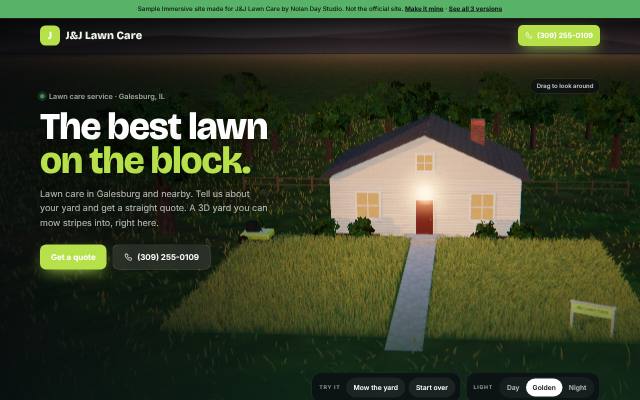 Sample Immersive site made for J&J Lawn Care by Nolan Day Studio. Not the official site. Make it mine · See all 3 versions
J J&J Lawn Care
(309) 255-0109
Drag to look around
Lawn care service · Galesburg, IL
The best lawn
on the block.
Lawn care in Galesburg and nearby. Tell us about
your yard and get a straight quote. A 3D yard you can
mow stripes into, right here.
Get a quote
(309) 255-0109
TRY IT Mow the yard Start over
LIGHT Day Golden Night